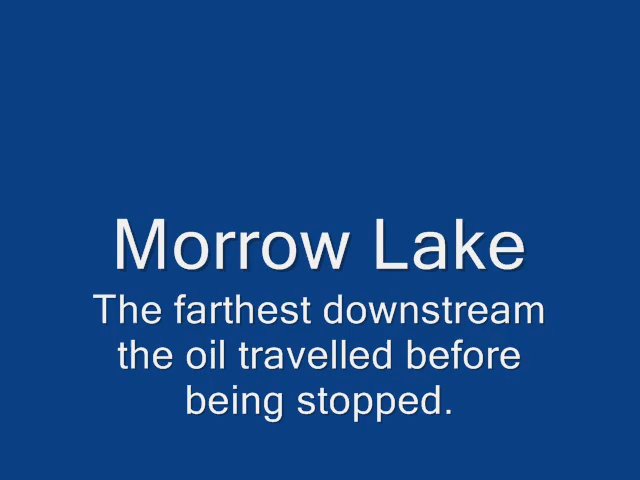 Morrow Lake
The farthest downstream
the oil travelled before
being stopped.